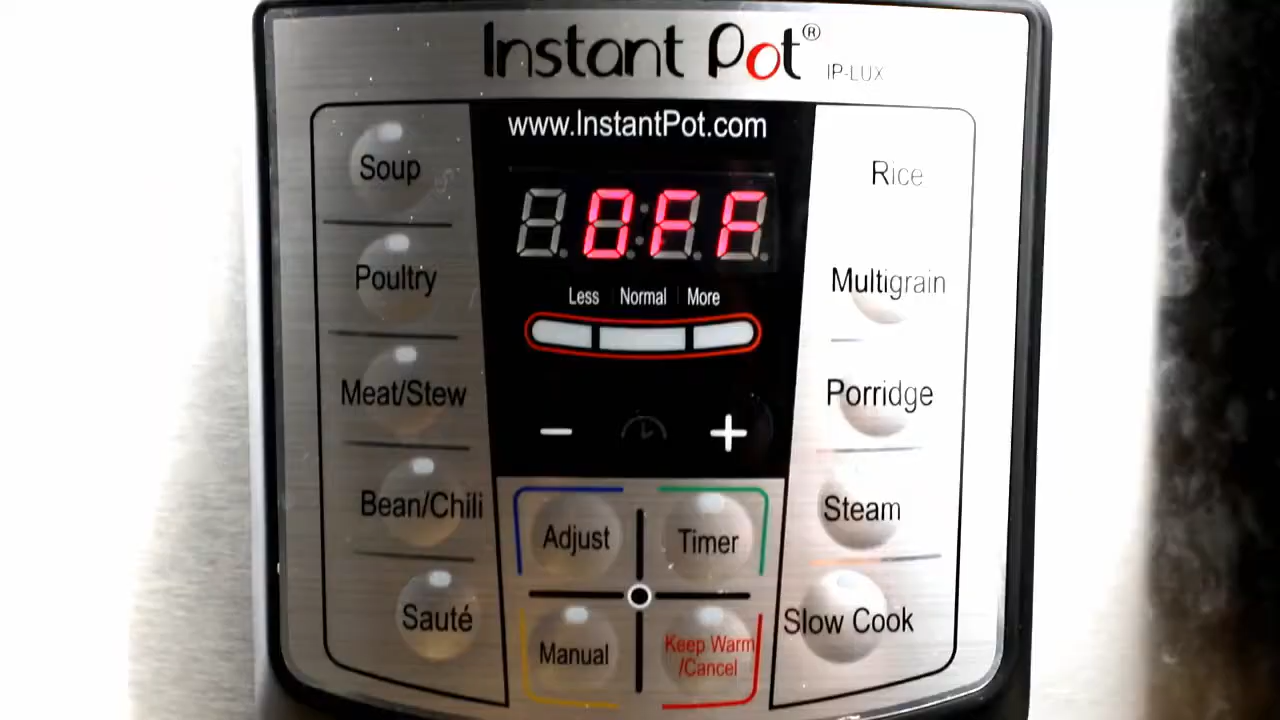 Instant Pot®
IP-LUX
www.InstantPot.com
OFF
Less Normal More
− +
Soup
Poultry
Meat/Stew
Bean/Chili
Sauté
Rice
Multigrain
Porridge
Steam
Slow Cook
Adjust
Timer
Manual
Keep Warm
/Cancel